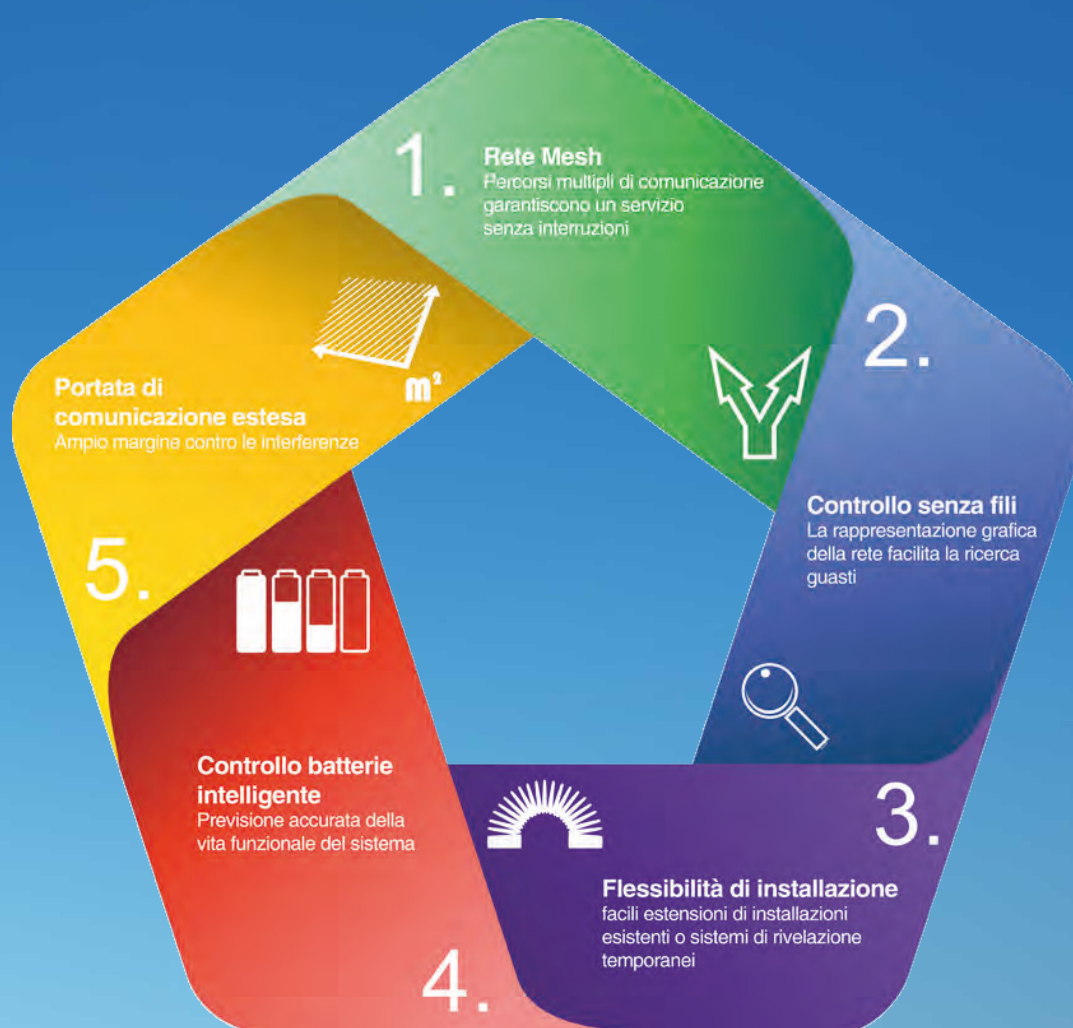 1.
Rete Mesh
Percorsi multipli di comunicazione
garantiscono un servizio
senza interruzioni
2.
Controllo senza fili
La rappresentazione grafica
della rete facilita la ricerca
guasti
3.
Flessibilità di installazione
facili estensioni di installazioni
esistenti o sistemi di rivelazione
temporanei
4.
Controllo batterie
intelligente
Previsione accurata della
vita funzionale del sistema
5.
Portata di
comunicazione estesa
Ampio margine contro le interferenze
m²